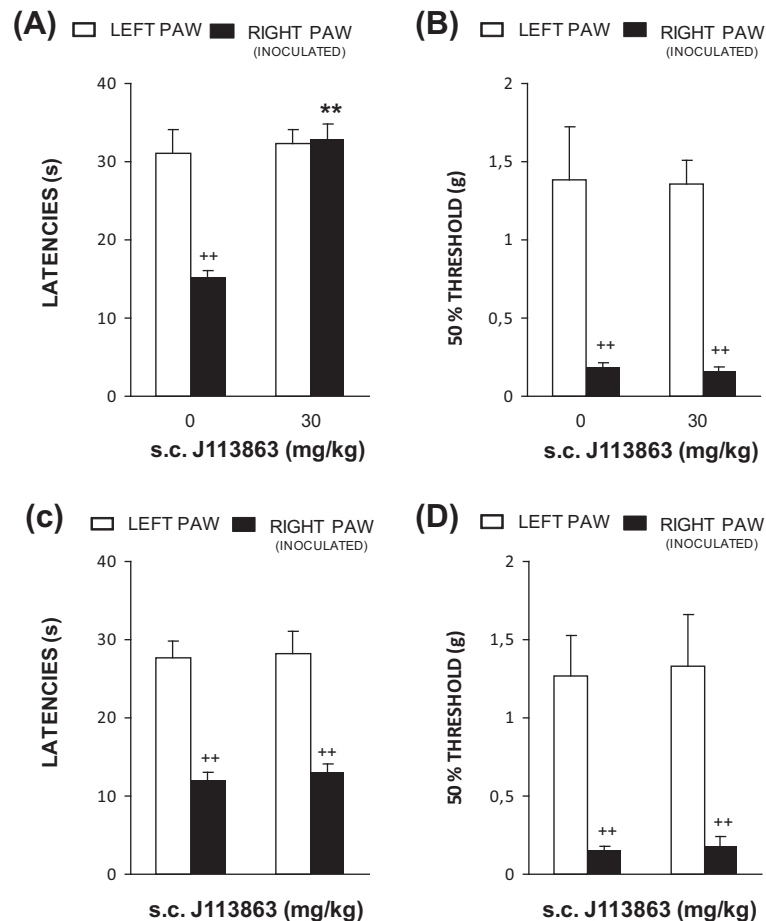 (A)
LEFT PAW RIGHT PAW
(INOCULATED)
LATENCIES (s)
40
30
20
10
0
++
**
0 30
s.c. J113863 (mg/kg)
(B)
LEFT PAW RIGHT PAW
(INOCULATED)
50 % THRESHOLD (g)
2
1,5
1
0,5
0
++
++
0 30
s.c. J113863 (mg/kg)
(c)
LEFT PAW RIGHT PAW
(INOCULATED)
LATENCIES (s)
40
30
20
10
0
++
++
s.c. J113863 (mg/kg)
(D)
LEFT PAW RIGHT PAW
(INOCULATED)
50 % THRESHOLD (g)
2
1,5
1
0,5
0
++
++
s.c. J113863 (mg/kg)